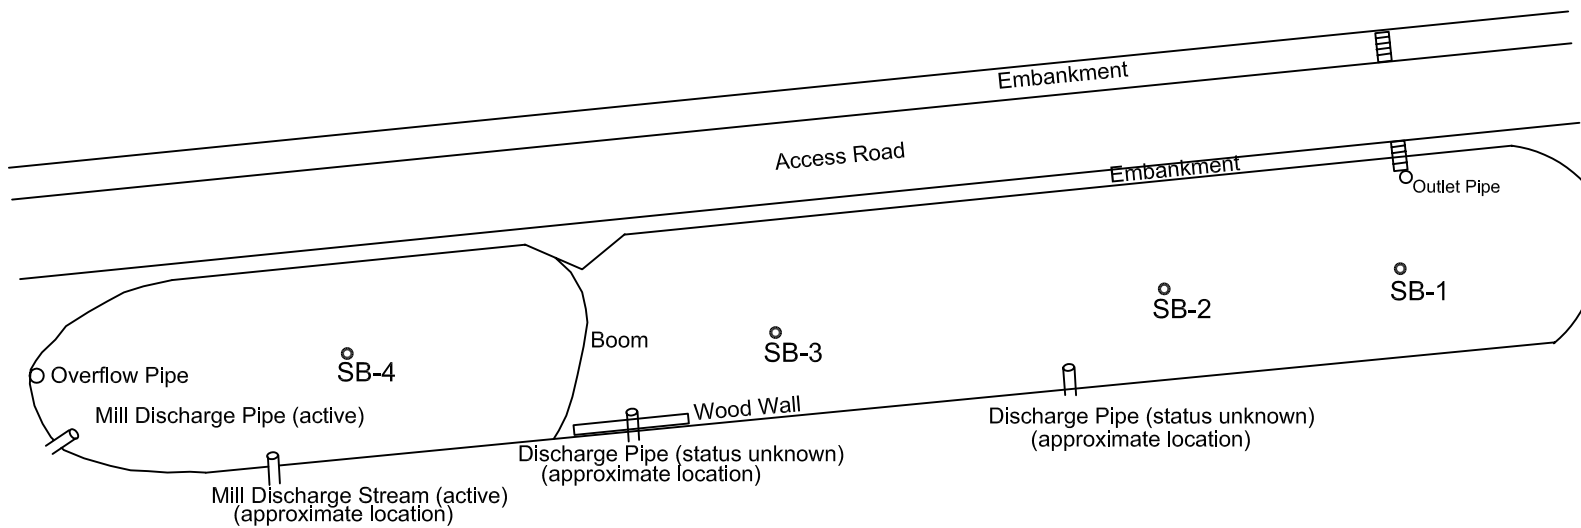 Embankment
Access Road
Embankment
Outlet Pipe
SB-1
SB-2
Boom
SB-3
SB-4
Overflow Pipe
Mill Discharge Pipe (active)
Wood Wall
Discharge Pipe (status unknown)
(approximate location)
Discharge Pipe (status unknown)
(approximate location)
Mill Discharge Stream (active)
(approximate location)